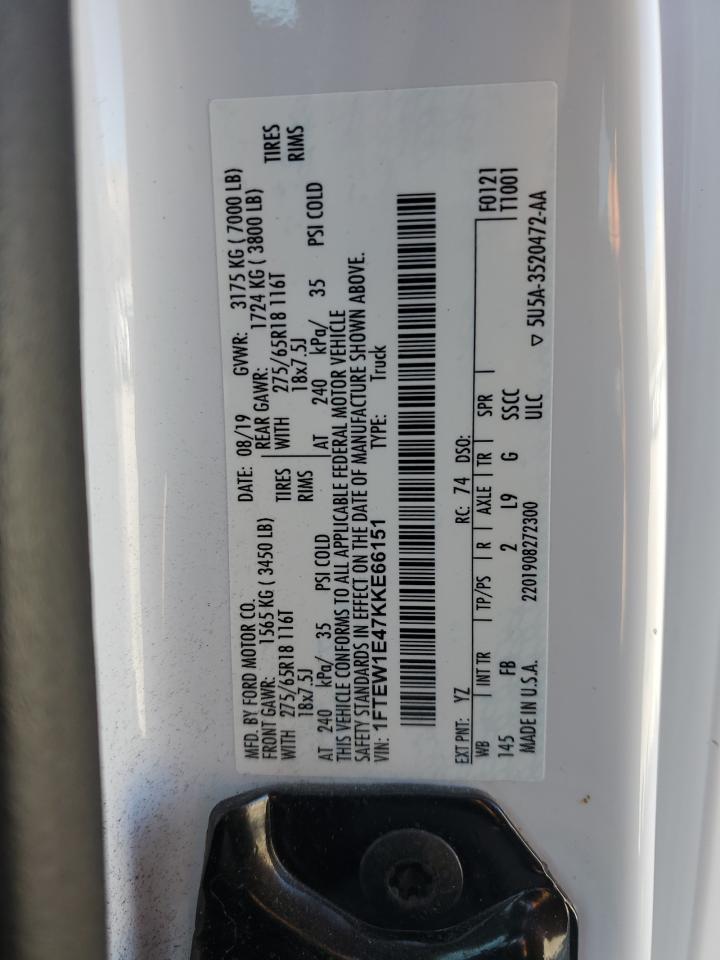 MFD. BY FORD MOTOR CO. DATE: 08/19 GVWR: 3175 KG ( 7000 LB)
FRONT GAWR: 1565 KG ( 3450 LB) REAR GAWR: 1724 KG ( 3800 LB)
WITH 275/65R18 116T TIRES WITH 275/65R18 116T TIRES
18x7.5J RIMS 18x7.5J RIMS
AT 240 kPa/ 35 PSI COLD AT 240 kPa/ 35 PSI COLD
THIS VEHICLE CONFORMS TO ALL APPLICABLE FEDERAL MOTOR VEHICLE
SAFETY STANDARDS IN EFFECT ON THE DATE OF MANUFACTURE SHOWN ABOVE.
VIN: 1FTEW1E47KKE66151 TYPE: Truck
EXT PNT: YZ RC: 74 DSO: F0121
WB INT TR TP/PS R AXLE TR SPR TT001
145 FB 2 L9 G SSCC
MADE IN U.S.A. 2201908272300 ULC ▽ 5U5A-3520472-AA